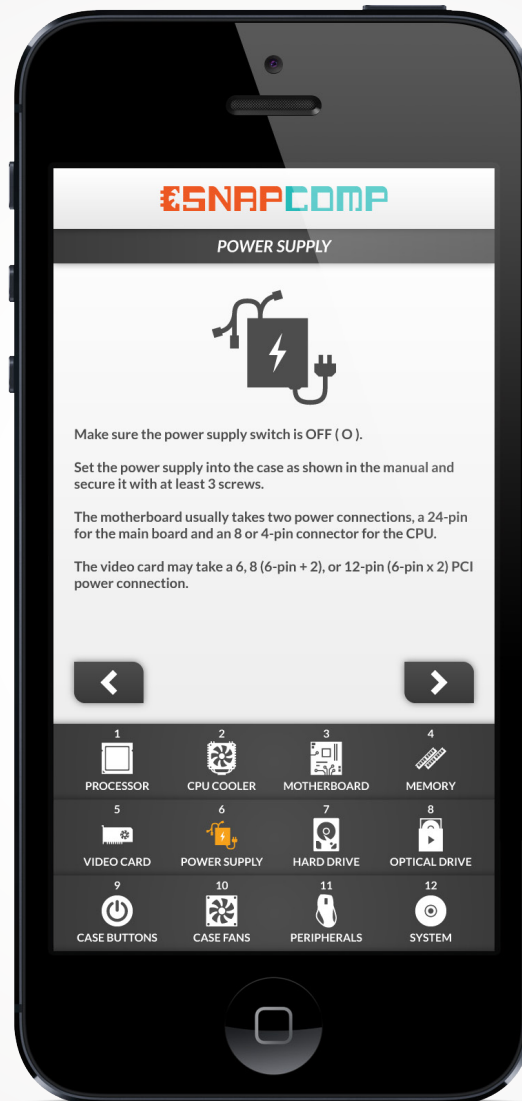 SNAPCOMP
POWER SUPPLY
Make sure the power supply switch is OFF ( O ).
Set the power supply into the case as shown in the manual and
secure it with at least 3 screws.
The motherboard usually takes two power connections, a 24-pin
for the main board and an 8 or 4-pin connector for the CPU.
The video card may take a 6, 8 (6-pin + 2), or 12-pin (6-pin x 2) PCI
power connection.
1 2 3 4
PROCESSOR CPU COOLER MOTHERBOARD MEMORY
5 6 7 8
VIDEO CARD POWER SUPPLY HARD DRIVE OPTICAL DRIVE
9 10 11 12
CASE BUTTONS CASE FANS PERIPHERALS SYSTEM